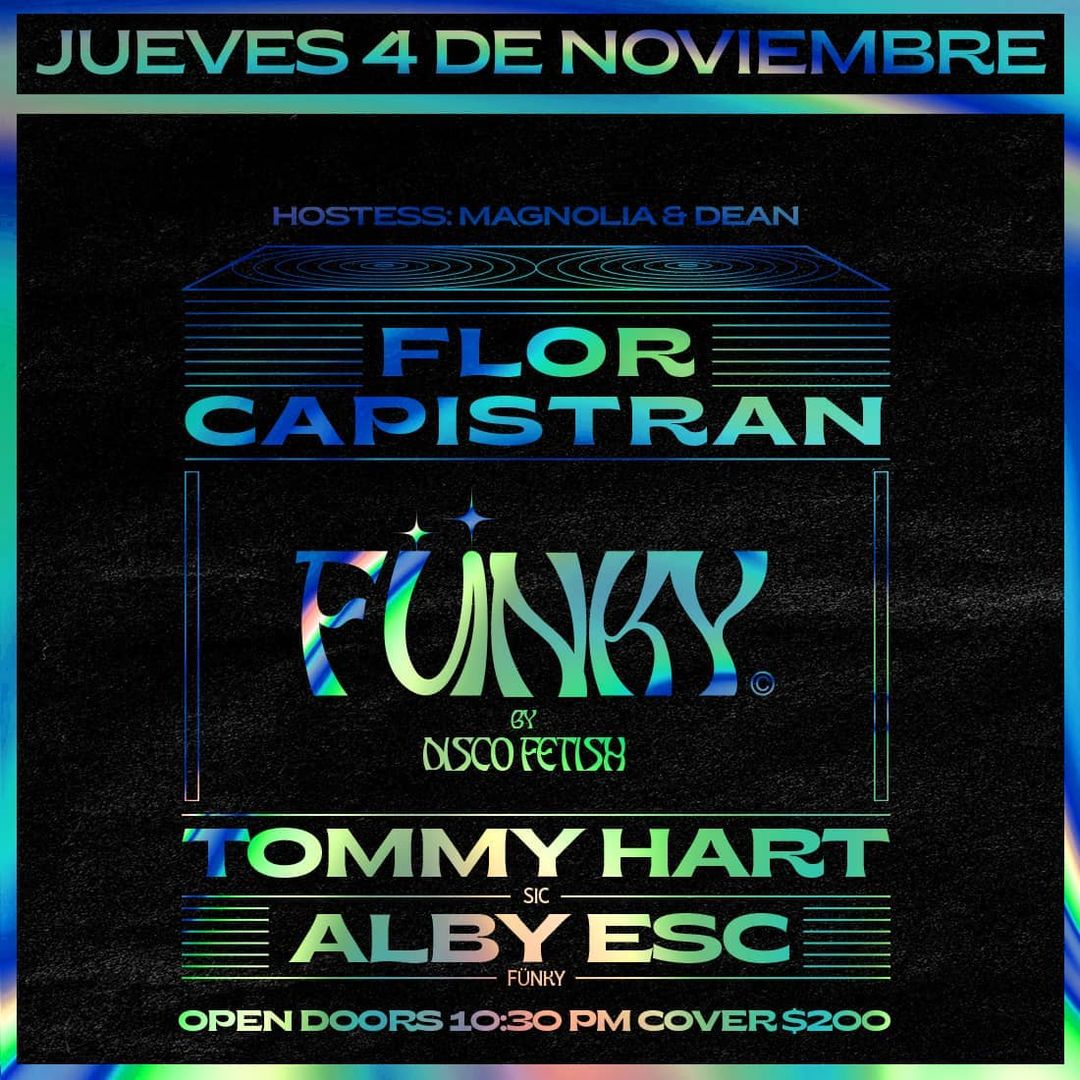 JUEVES 4 DE NOVIEMBRE
HOSTESS: MAGNOLIA & DEAN
FLOR
CAPISTRAN
FÜNKY.©
BY
DISCO FETISH
TOMMY HART
SIC
ALBY ESC
FÜNKY
OPEN DOORS 10:30 PM COVER $200